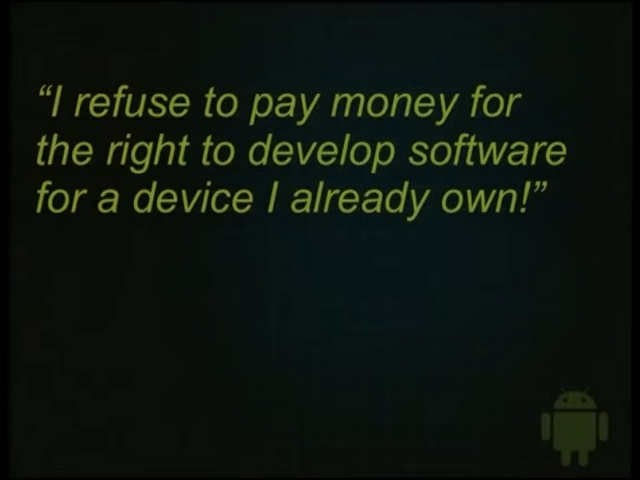 “I refuse to pay money for
the right to develop software
for a device I already own!”